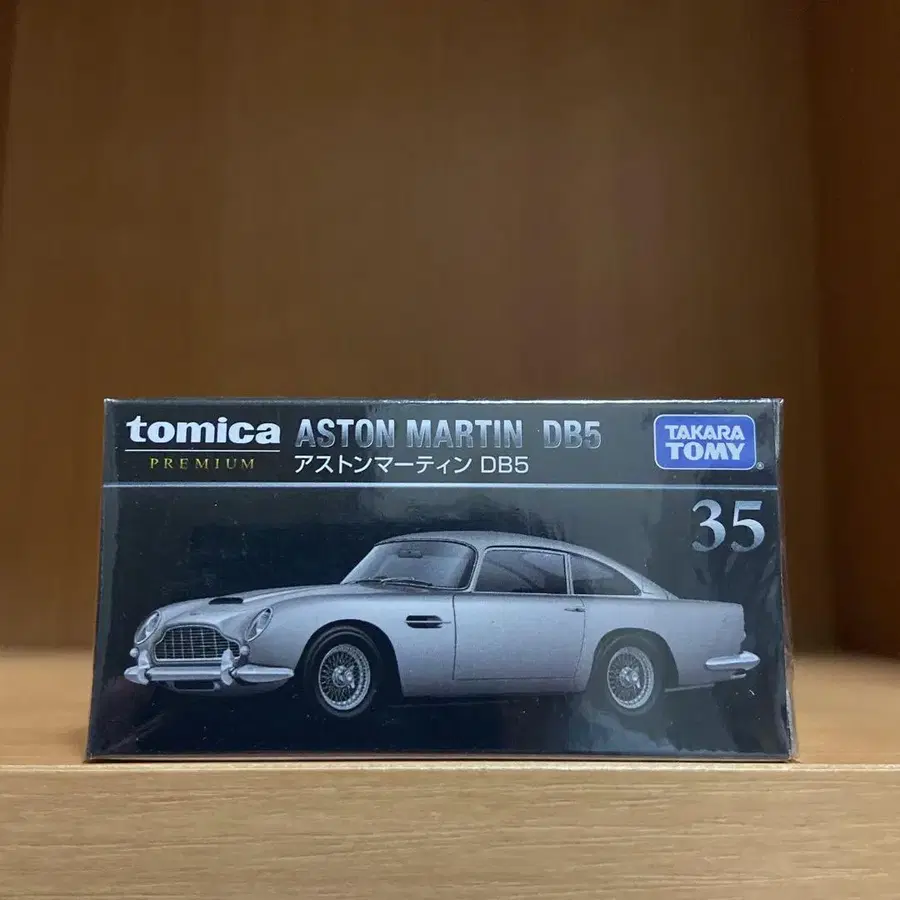 tomica ASTON MARTIN DB5
PREMIUM アストンマーティン DB5
TAKARA
TOMY®
35